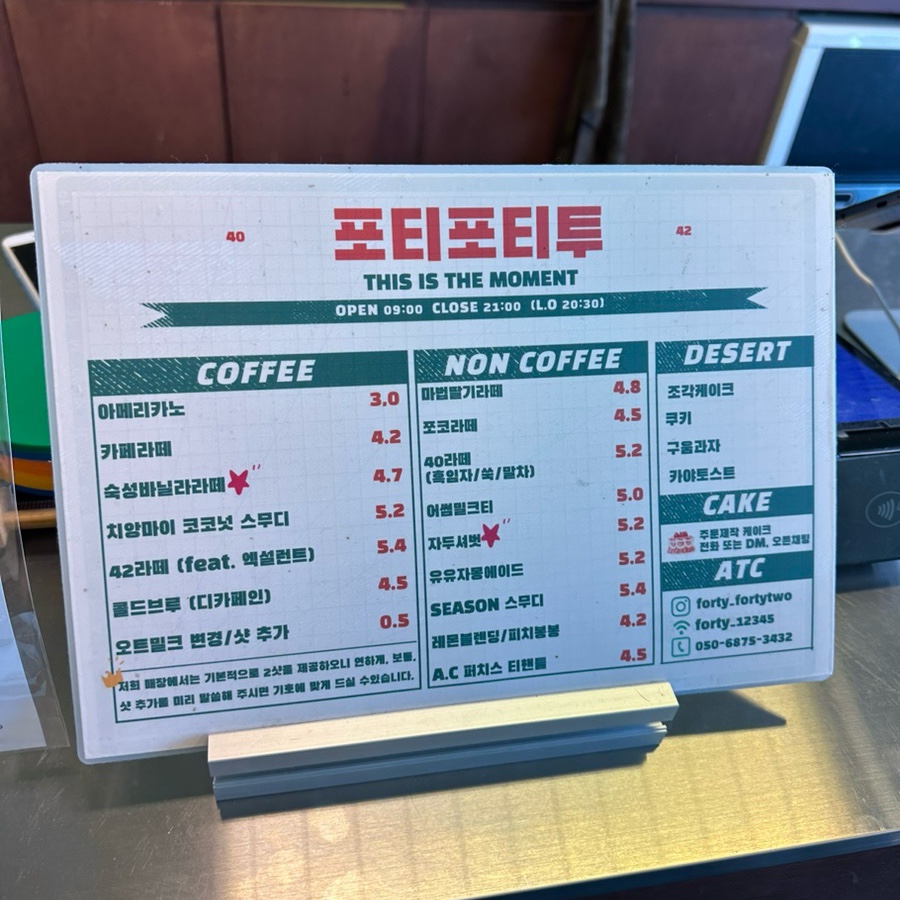 40
포티포티투
42
THIS IS THE MOMENT
OPEN 09:00 CLOSE 21:00 (L.O 20:30)
COFFEE
아메리카노 3.0
카페라떼 4.2
숙성바닐라라떼 4.7
치앙마이 코코넛 스무디 5.2
42라떼 (feat. 엑설런트) 5.4
콜드브루 (디카페인) 4.5
오트밀크 변경/샷 추가 0.5
저희 매장에서는 기본적으로 2샷을 제공하오니 연하게, 보통,
샷 추가를 미리 말씀해 주시면 기호에 맞게 드실 수있습니다.
NON COFFEE
마법딸기라떼 4.8
포코라떼 4.5
40라떼 5.2
(흑임자/쑥/말차)
어썸밀크티 5.0
자두셔벗 5.2
유유자몽에이드 5.2
SEASON 스무디 5.4
레몬블렌딩/피치봉봉 4.2
A.C 퍼치스 티앤들 4.5
DESERT
조각케이크
쿠키
구움과자
카야토스트
CAKE
주문제작 케이크
전화 또는 DM, 오픈채팅
ATC
forty_fortytwo
forty_12345
050-6875-3432